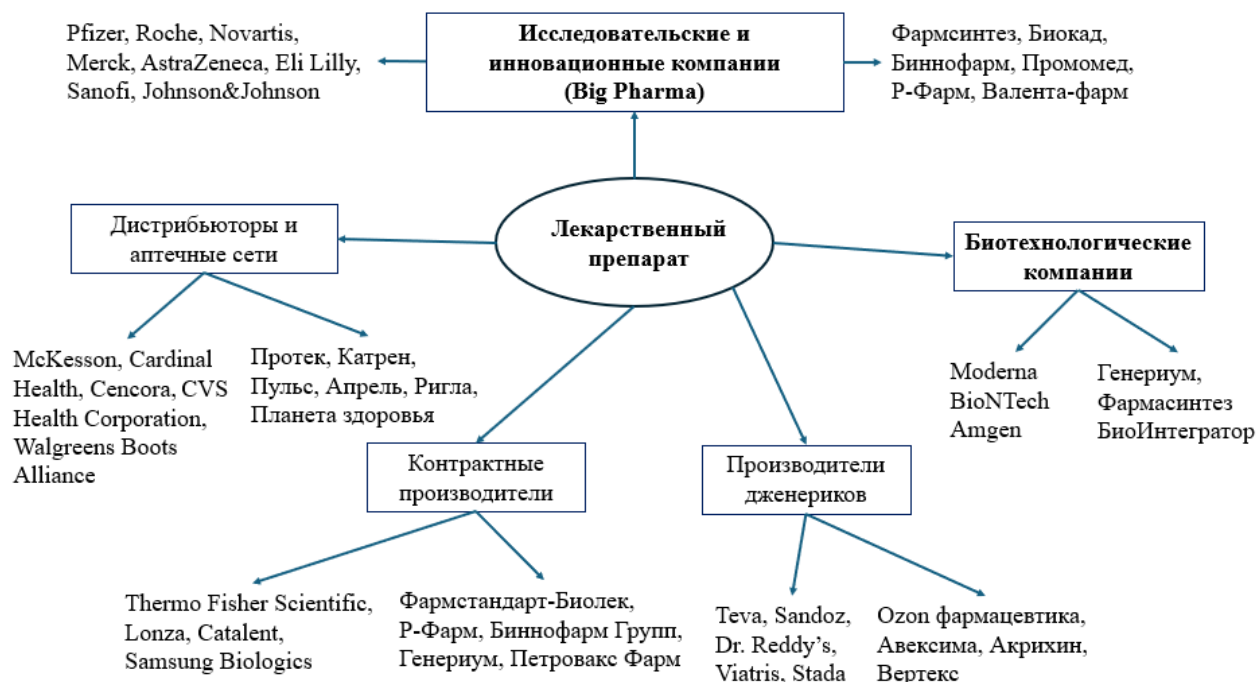 Pfizer, Roche, Novartis,
Merck, AstraZeneca, Eli Lilly,
Sanofi, Johnson&Johnson
Исследовательские и
инновационные компании
(Big Pharma)
Фармсинтез, Биокад,
Биннофарм, Промомед,
Р-Фарм, Валента-фарм
Дистрибьюторы и
аптечные сети
Лекарственный
препарат
Биотехнологические
компании
McKesson, Cardinal
Health, Cencora, CVS
Health Corporation,
Walgreens Boots
Alliance
Протек, Катрен,
Пульс, Апрель, Ригла,
Планета здоровья
Moderna
BioNTech
Amgen
Генериум,
Фармасинтез
БиоИнтегратор
Контрактные
производители
Производители
дженериков
Thermo Fisher Scientific,
Lonza, Catalent,
Samsung Biologics
Фармстандарт-Биолек,
Р-Фарм, Биннофарм Групп,
Генериум, Петровакс Фарм
Teva, Sandoz,
Dr. Reddy’s,
Viatris, Stada
Ozon фармацевтика,
Авексима, Акрихин,
Вертекс